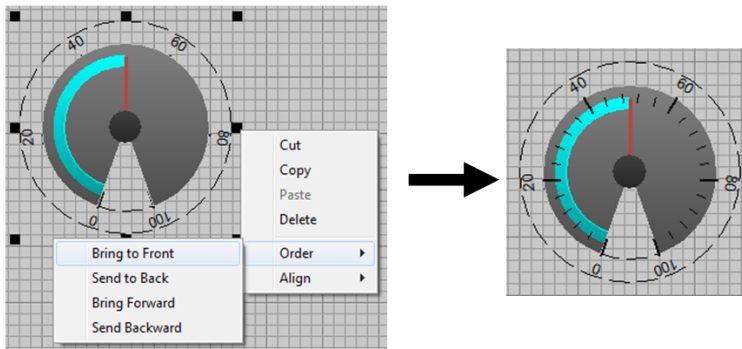 40
60
20
80
0
100
Cut
Copy
Paste
Delete
Order
Align
Bring to Front
Send to Back
Bring Forward
Send Backward
40
60
20
80
0
100